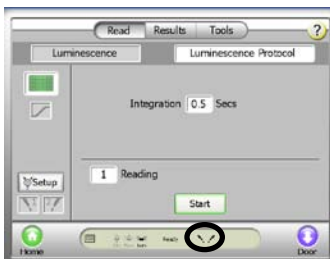 Read Results Tools ?
Luminescence Luminescence Protocol
Integration 0.5 Secs
1 Reading
Setup
Start
Home Ready Door